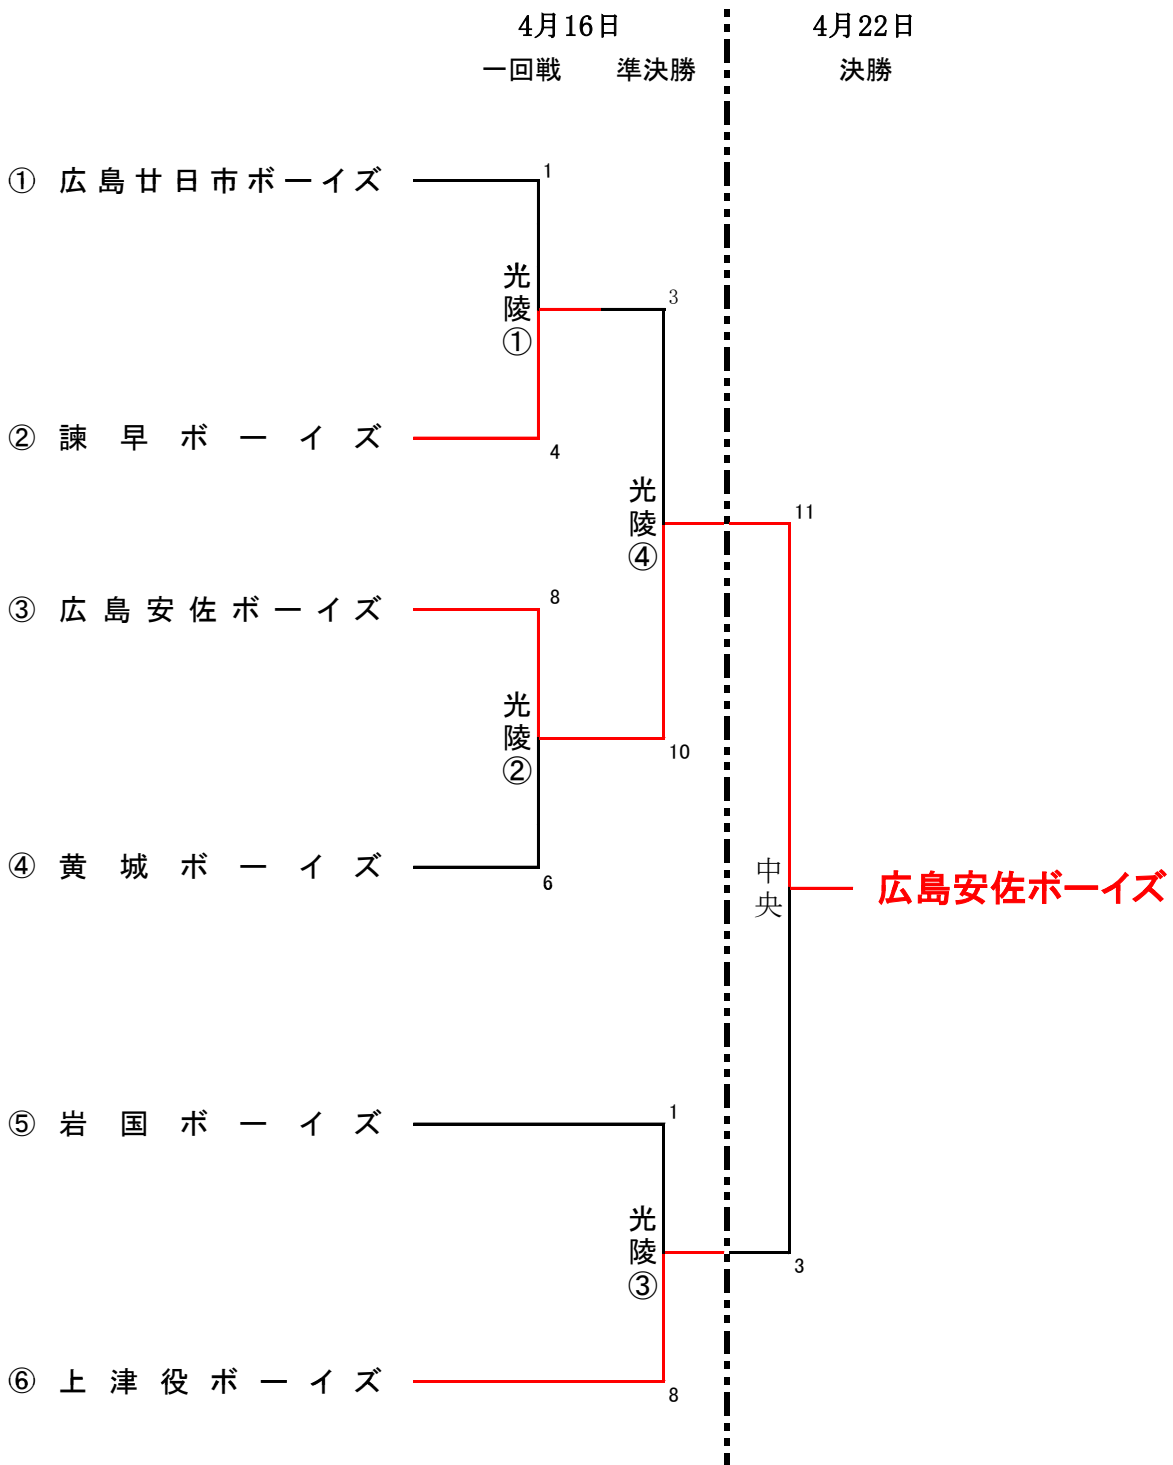 4月16日 4月22日
一回戦 準決勝 決勝
① 広島廿日市ボーイズ
1
光陵①
3
② 諫早ボーイズ
4
光陵④
11
③ 広島安佐ボーイズ
8
光陵②
10
④ 黄城ボーイズ
6
中央
広島安佐ボーイズ
⑤ 岩国ボーイズ
1
光陵③
3
⑥ 上津役ボーイズ
8